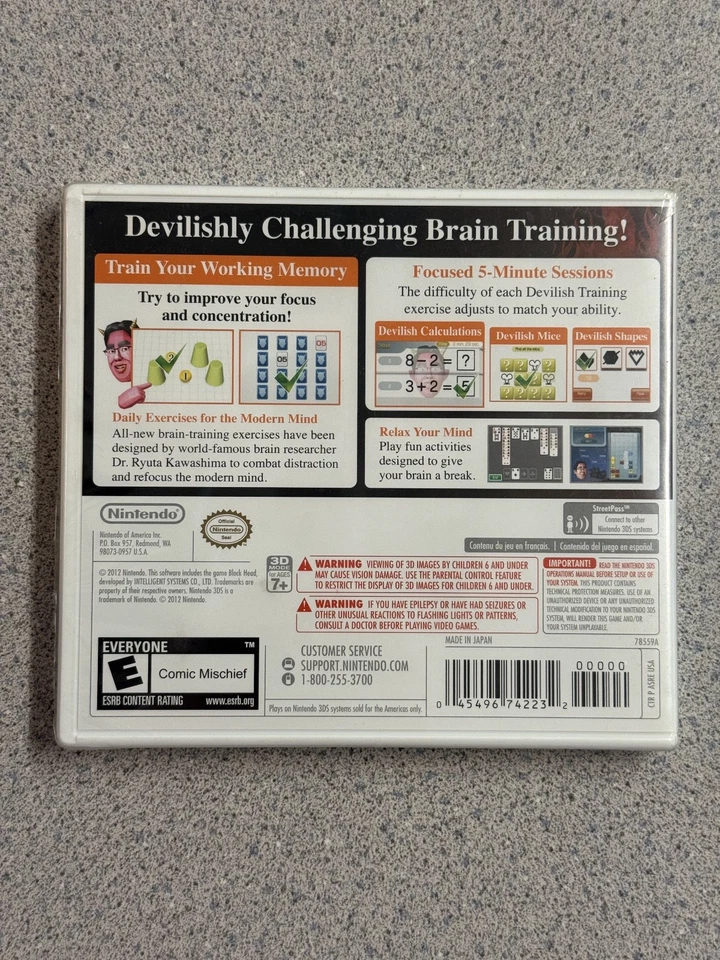 Devilishly Challenging Brain Training!
Train Your Working Memory
Try to improve your focus
and concentration!
05
05
Daily Exercises for the Modern Mind
All-new brain-training exercises have been
designed by world-famous brain researcher
Dr. Ryuta Kawashima to combat distraction
and refocus the modern mind.
Focused 5-Minute Sessions
The difficulty of each Devilish Training
exercise adjusts to match your ability.
Devilish Calculations
8-2=?
3+2=5
Devilish Mice
Devilish Shapes
Relax Your Mind
Play fun activities
designed to give
your brain a break.
Nintendo
Nintendo of America Inc.
P.O. Box 957, Redmond, WA
98073-0957 U.S.A.
Official
Nintendo
Seal
StreetPass™
Connect to other
Nintendo 3DS systems
Contenu du jeu en français. Contenido del juego en español.
© 2012 Nintendo. This software includes the game Block Head,
developed by INTELLIGENT SYSTEMS CO., LTD. Trademarks are
property of their respective owners. Nintendo 3DS is a
trademark of Nintendo. © 2012 Nintendo.
3D
MODE
for AGES
7+
WARNING VIEWING OF 3D IMAGES BY CHILDREN 6 AND UNDER
MAY CAUSE VISION DAMAGE. USE THE PARENTAL CONTROL FEATURE
TO RESTRICT THE DISPLAY OF 3D IMAGES FOR CHILDREN 6 AND UNDER.
WARNING IF YOU HAVE EPILEPSY OR HAVE HAD SEIZURES OR
OTHER UNUSUAL REACTIONS TO FLASHING LIGHTS OR PATTERNS,
CONSULT A DOCTOR BEFORE PLAYING VIDEO GAMES.
IMPORTANT! READ THE NINTENDO 3DS
OPERATIONS MANUAL BEFORE SETUP OR USE OF
YOUR SYSTEM. THIS PRODUCT CONTAINS
TECHNICAL PROTECTION MEASURES. USE OF AN
UNAUTHORIZED DEVICE OR ANY UNAUTHORIZED
TECHNICAL MODIFICATION TO YOUR NINTENDO 3DS
SYSTEM, WILL RENDER THIS GAME AND/OR
YOUR SYSTEM UNPLAYABLE.
MADE IN JAPAN
78559A
EVERYONE ™
E
Comic Mischief
ESRB CONTENT RATING www.esrb.org
CUSTOMER SERVICE
SUPPORT.NINTENDO.COM
1-800-255-3700
Plays on Nintendo 3DS systems sold for the Americas only.
0 45496 74223 2
00000
CTR P ASRE USA